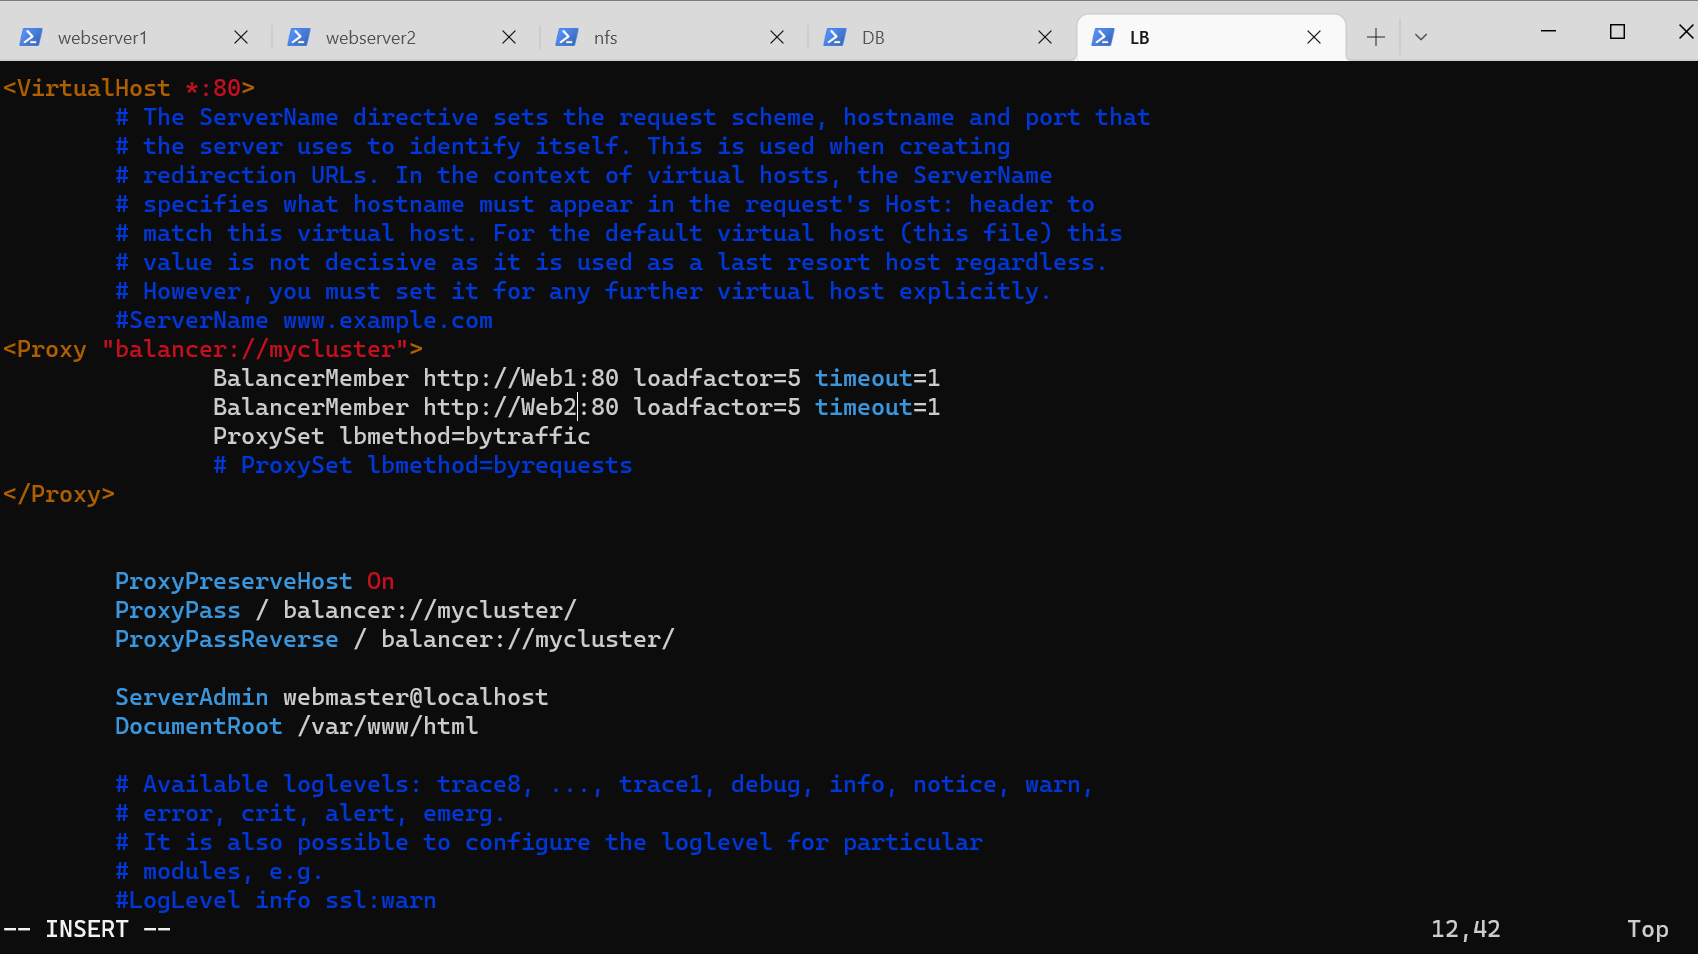 webserver1 webserver2 nfs DB LB
<VirtualHost *:80>
# The ServerName directive sets the request scheme, hostname and port that
# the server uses to identify itself. This is used when creating
# redirection URLs. In the context of virtual hosts, the ServerName
# specifies what hostname must appear in the request's Host: header to
# match this virtual host. For the default virtual host (this file) this
# value is not decisive as it is used as a last resort host regardless.
# However, you must set it for any further virtual host explicitly.
#ServerName www.example.com
<Proxy "balancer://mycluster">
BalancerMember http://Web1:80 loadfactor=5 timeout=1
BalancerMember http://Web2:80 loadfactor=5 timeout=1
ProxySet lbmethod=bytraffic
# ProxySet lbmethod=byrequests
</Proxy>
ProxyPreserveHost On
ProxyPass / balancer://mycluster/
ProxyPassReverse / balancer://mycluster/
ServerAdmin webmaster@localhost
DocumentRoot /var/www/html
# Available loglevels: trace8, ..., trace1, debug, info, notice, warn,
# error, crit, alert, emerg.
# It is also possible to configure the loglevel for particular
# modules, e.g.
#LogLevel info ssl:warn
-- INSERT -- 12,42 Top